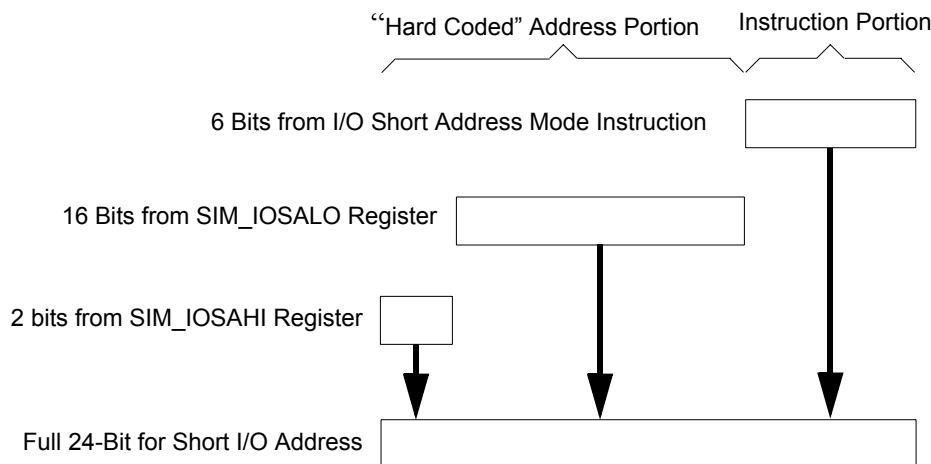 “Hard Coded” Address Portion
Instruction Portion
6 Bits from I/O Short Address Mode Instruction
16 Bits from SIM_IOSALO Register
2 bits from SIM_IOSAHI Register
Full 24-Bit for Short I/O Address